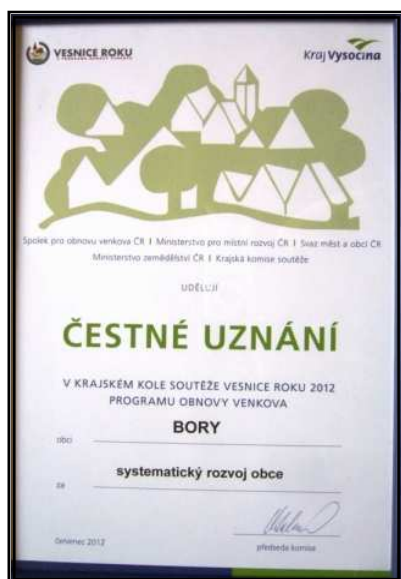 VESNICE ROKU
Kraj Vysočina
Spolek pro obnovu venkova ČR I Ministerstvo pro místní rozvoj ČR I Svaz měst a obcí ČR
Ministerstvo zemědělství ČR I Krajská komise soutěže
UDĚLUJÍ
ČESTNÉ UZNÁNÍ
V KRAJSKÉM KOLE SOUTĚŽE VESNICE ROKU 2012
PROGRAMU OBNOVY VENKOVA
BORY
obci
systematický rozvoj obce
za
červenec 2012
předseda komise